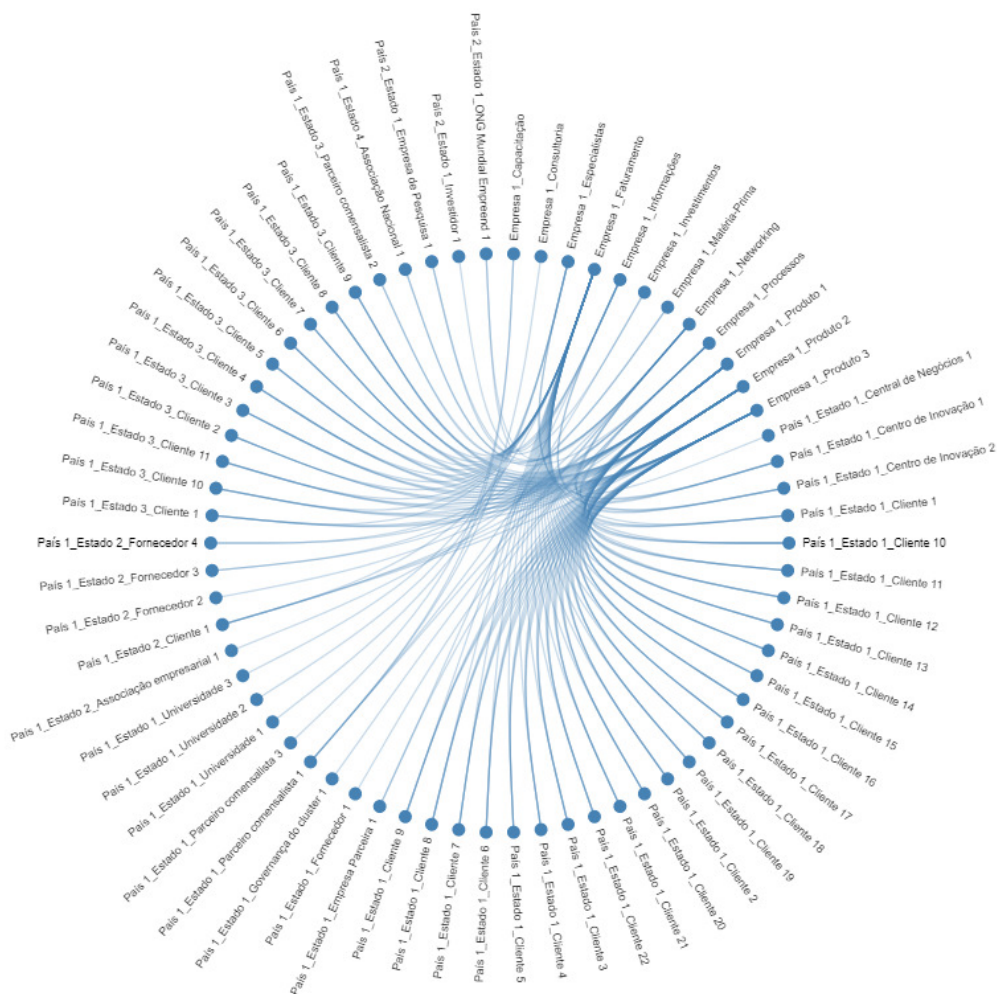 País 2_Estado 1_ONG Mundial Empreend 1
Empresa 1_Capacitação
Empresa 1_Consultoria
Empresa 1_Especialistas
Empresa 1_Faturamento
Empresa 1_Informações
Empresa 1_Investimentos
Empresa 1_Matéria-Prima
Empresa 1_Networking
Empresa 1_Processos
Empresa 1_Produto 1
Empresa 1_Produto 2
Empresa 1_Produto 3
País 1_Estado 1_Central de Negócios 1
País 1_Estado 1_Centro de Inovação 1
País 1_Estado 1_Centro de Inovação 2
País 1_Estado 1_Cliente 1
País 1_Estado 1_Cliente 10
País 1_Estado 1_Cliente 11
País 1_Estado 1_Cliente 12
País 1_Estado 1_Cliente 13
País 1_Estado 1_Cliente 14
País 1_Estado 1_Cliente 15
País 1_Estado 1_Cliente 16
País 1_Estado 1_Cliente 17
País 1_Estado 1_Cliente 18
País 1_Estado 1_Cliente 19
País 1_Estado 1_Cliente 2
País 1_Estado 1_Cliente 20
País 1_Estado 1_Cliente 21
País 1_Estado 1_Cliente 22
País 1_Estado 1_Cliente 3
País 1_Estado 1_Cliente 4
País 1_Estado 1_Cliente 5
País 1_Estado 1_Cliente 6
País 1_Estado 1_Cliente 7
País 1_Estado 1_Cliente 8
País 1_Estado 1_Cliente 9
País 1_Estado 1_Empresa Parceira 1
País 1_Estado 1_Fornecedor 1
País 1_Estado 1_Governança do cluster 1
País 1_Estado 1_Parceiro comensalista 1
País 1_Estado 1_Parceiro comensalista 3
País 1_Estado 1_Universidade 1
País 1_Estado 1_Universidade 2
País 1_Estado 1_Universidade 3
País 1_Estado 2_Associação empresarial 1
País 1_Estado 2_Cliente 1
País 1_Estado 2_Fornecedor 2
País 1_Estado 2_Fornecedor 3
País 1_Estado 2_Fornecedor 4
País 1_Estado 3_Cliente 1
País 1_Estado 3_Cliente 10
País 1_Estado 3_Cliente 11
País 1_Estado 3_Cliente 2
País 1_Estado 3_Cliente 3
País 1_Estado 3_Cliente 4
País 1_Estado 3_Cliente 5
País 1_Estado 3_Cliente 6
País 1_Estado 3_Cliente 7
País 1_Estado 3_Cliente 8
País 1_Estado 3_Cliente 9
País 1_Estado 3_Parceiro comensalista 2
País 1_Estado 4_Associação Nacional 1
País 2_Estado 1_Empresa de Pesquisa 1
País 2_Estado 1_Investidor 1